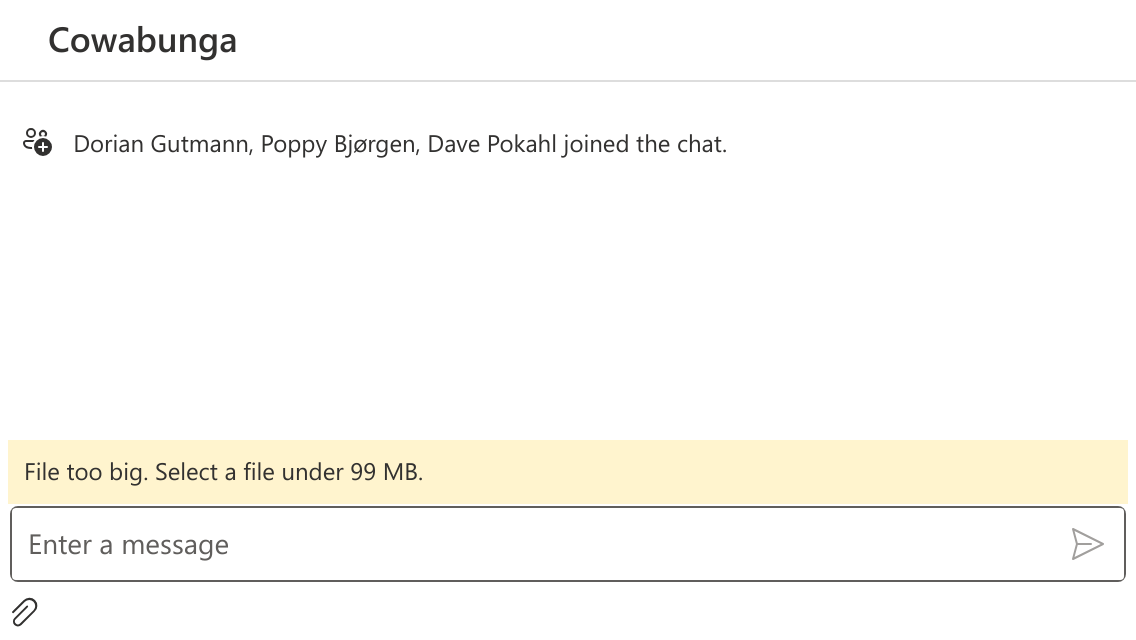 Cowabunga
Dorian Gutmann, Poppy Bjørgen, Dave Pokahl joined the chat.
File too big. Select a file under 99 MB.
Enter a message